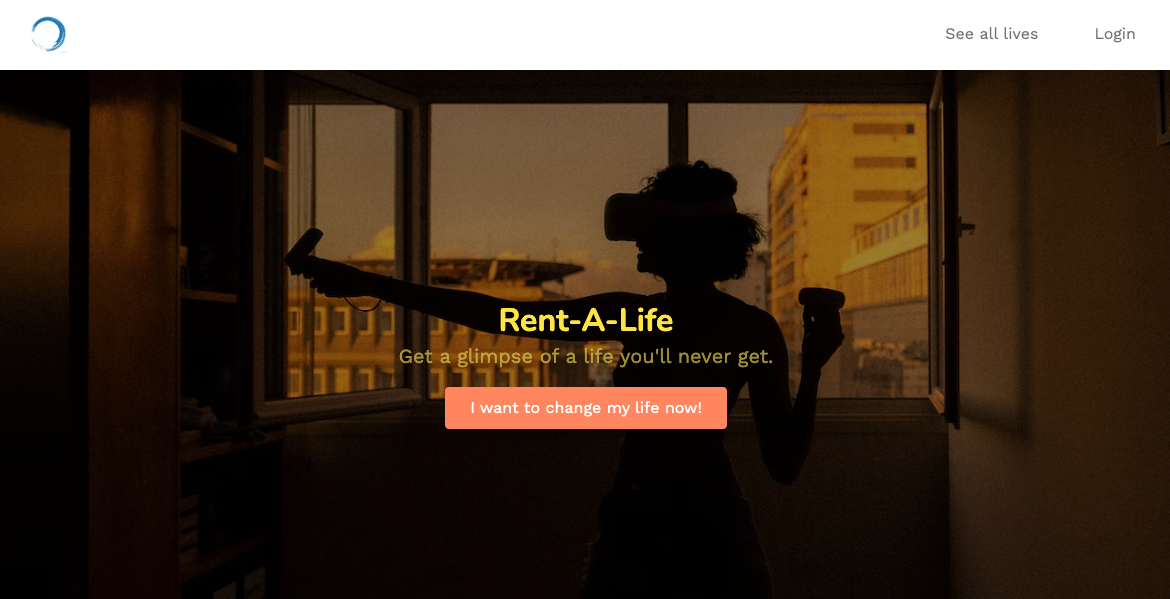 See all lives
Login
Rent-A-Life
Get a glimpse of a life you'll never get.
I want to change my life now!